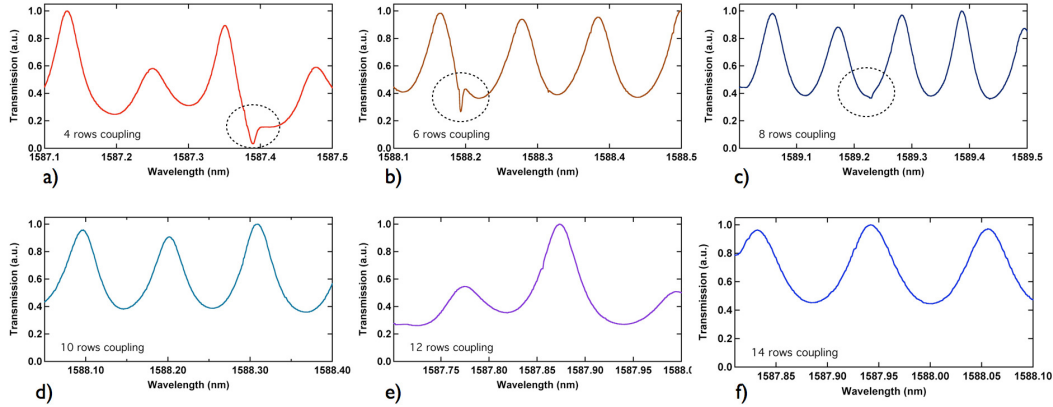 Transmission (a.u.)
1.0
0.8
0.6
0.4
0.2
0.0
4 rows coupling
1587.1 1587.2 1587.3 1587.4 1587.5
Wavelength (nm)
a)
Transmission (a.u.)
1.0
0.8
0.6
0.4
0.2
0.0
6 rows coupling
1588.1 1588.2 1588.3 1588.4 1588.5
Wavelength (nm)
b)
Transmission (a.u.)
1.0
0.8
0.6
0.4
0.2
0.0
8 rows coupling
1589.1 1589.2 1589.3 1589.4 1589.5
Wavelength (nm)
c)
Transmission (a.u.)
1.0
0.8
0.6
0.4
0.2
0.0
10 rows coupling
1588.10 1588.20 1588.30 1588.40
Wavelength (nm)
d)
Transmission (a.u.)
1.0
0.8
0.6
0.4
0.2
0.0
12 rows coupling
1587.75 1587.80 1587.85 1587.90 1587.95 1588.0
Wavelength (nm)
e)
Transmission (a.u.)
1.0
0.8
0.6
0.4
0.2
0.0
14 rows coupling
1587.85 1587.90 1587.95 1588.00 1588.05 1588.10
Wavelength (nm)
f)